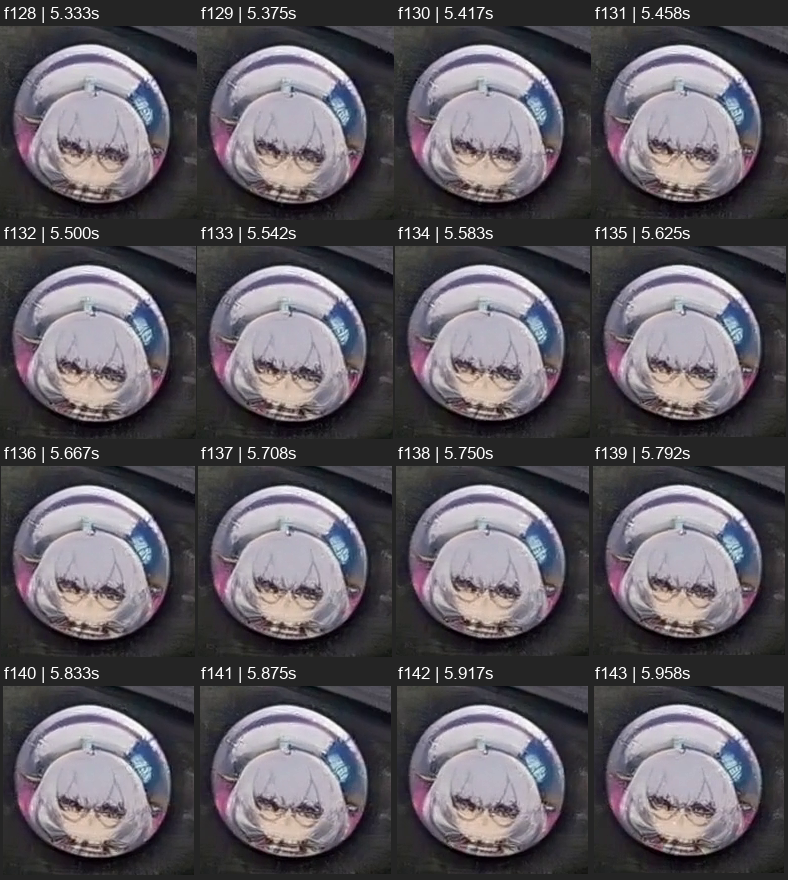 f128 | 5.333s
f129 | 5.375s
f130 | 5.417s
f131 | 5.458s
f132 | 5.500s
f133 | 5.542s
f134 | 5.583s
f135 | 5.625s
f136 | 5.667s
f137 | 5.708s
f138 | 5.750s
f139 | 5.792s
f140 | 5.833s
f141 | 5.875s
f142 | 5.917s
f143 | 5.958s